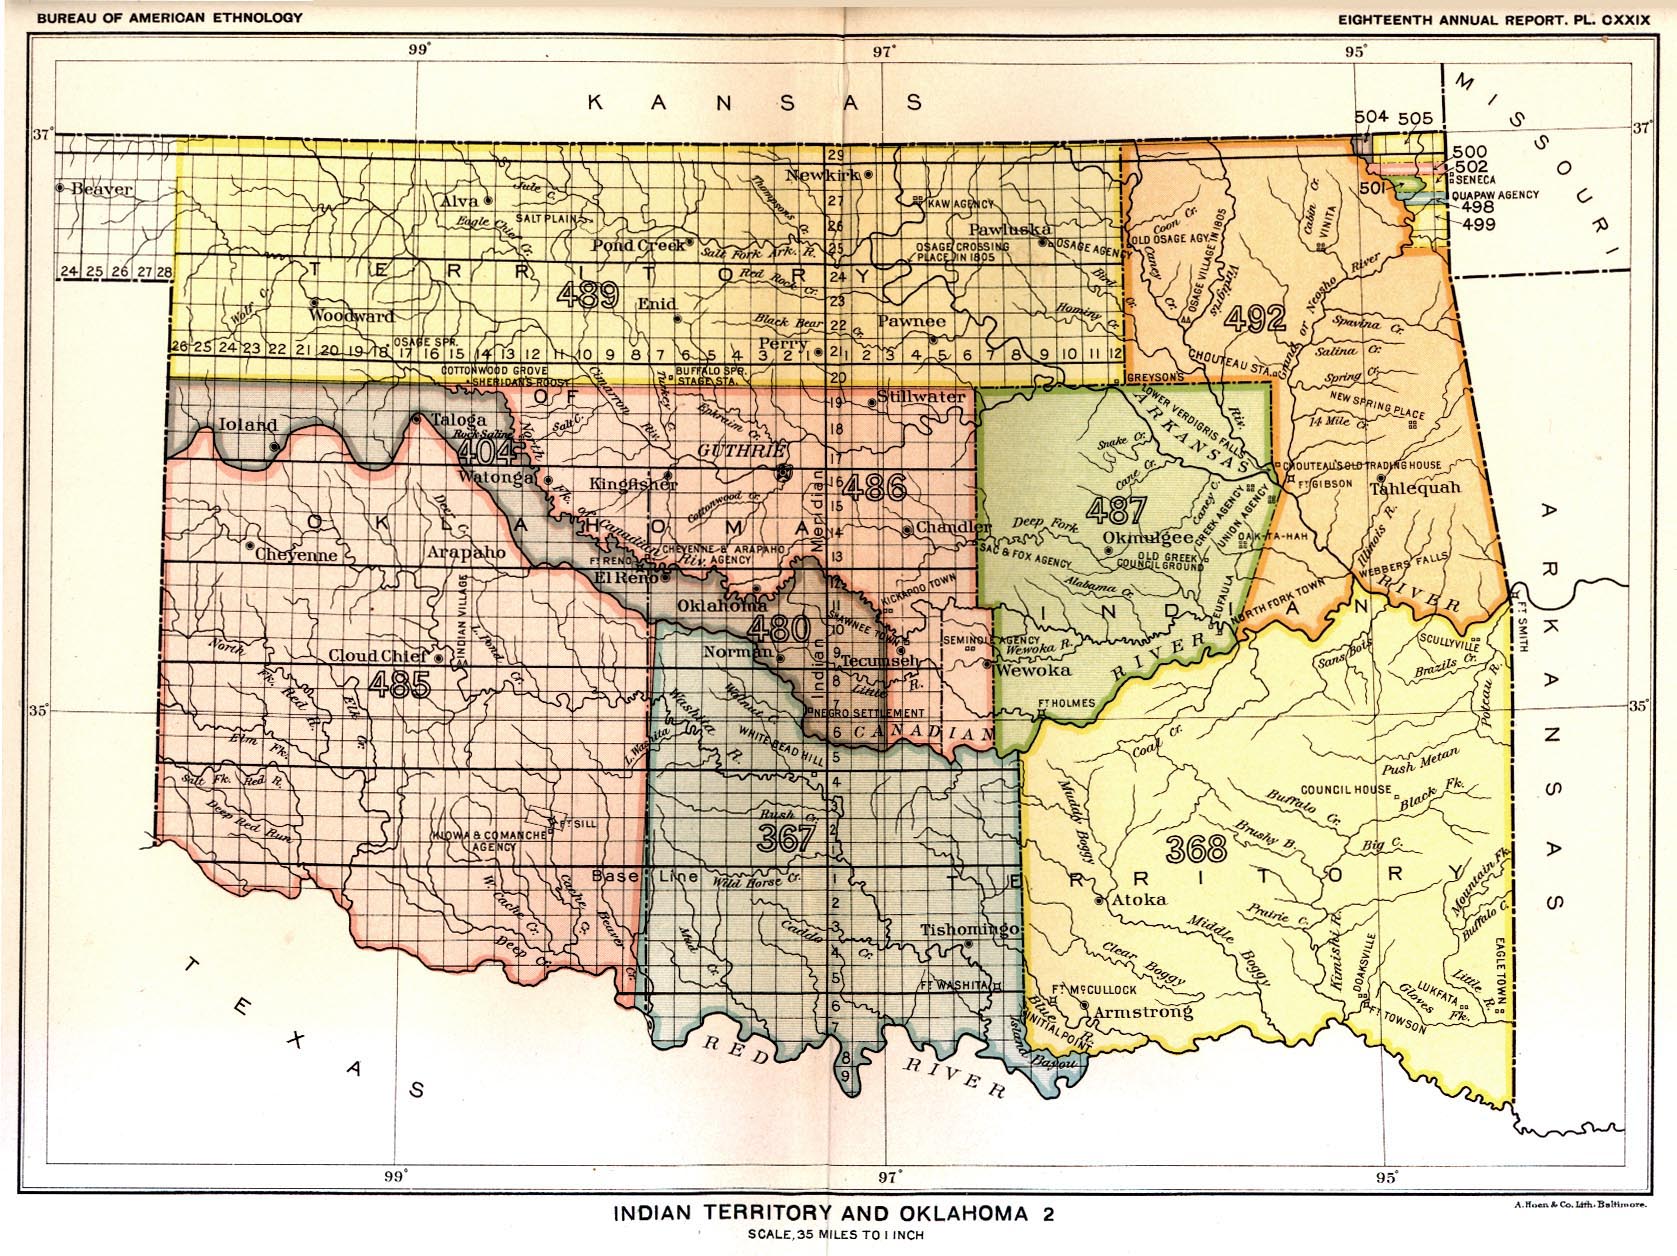 BUREAU OF AMERICAN ETHNOLOGY
EIGHTEENTH ANNUAL REPORT. PL. CXXIX
99°
97°
95°
KANSAS
MISSOURI
504
505
37°
37°
500
502
SENECA
501
QUAPAW AGENCY
498
499
Beaver
24 25 26 27 28
29
Newkirk
27
26
25
24
23
22
21
20
19
18
17
16
15
14
13
Alva
Jule C.
Eagle Chief Cr.
SALT PLAIN
Thompsons Cr.
KAW AGENCY
Pawluska
OSAGE AGENCY
OSAGE CROSSING
PLACE IN 1805
Pond Creek
Salt Fork Ark. R.
TERRITORY
Red Rock Cr.
489
Enid
Wolf C.
Woodward
Black Bear Cr.
Pawnee
Perry
Bird Cr.
Hominy Cr.
OSAGE SPR.
26 25 24 23 22 21 20 19 18 17 16 15 14 13 12 11 10 9 8 7 6 5 4 3 2 1
1 2 3 4 5 6 7 8 9 10 11 12
COTTONWOOD GROVE
SHERIDAN'S ROOST
BUFFALO SPR.
STAGE STA.
Coon Cr.
OLD OSAGE AGY.
Caney Cr.
OSAGE VILLAGE IN 1805
Verdigris
Cabin Cr.
VINITA
Grand or Neosho River
492
Spavina Cr.
Salina Cr.
CHOUTEAU STA.
Spring Cr.
NEW SPRING PLACE
14 Mile Cr.
GREYSONS
LOWER VERDIGRIS FALLS
Riv.
ARKANSAS
RIVER
CHOUTEAU'S OLD TRADING HOUSE
FT. GIBSON
Tahlequah
Illinois R.
WEBBERS FALLS
OAK-TA-HAH
NORTH FORK TOWN
OF
Stillwater
Cimarron Riv.
Turkey C.
Ephraim Cr.
Salt C.
Ioland
Taloga
Rock Saline
404
Watonga
North Fk. of Canadian Riv.
GUTHRIE
Kingfisher
Cottonwood Cr.
486
OKLAHOMA
Chandler
Indian Meridian
CHEYENNE & ARAPAHO
AGENCY
FT. RENO
El Reno
Cheyenne
Deer C.
Arapaho
INDIAN VILLAGE
Oklahoma
480
KICKAPOO TOWN
SHAWNEE TOWN
Norman
Tecumseh
Little R.
SEMINOLE AGENCY
Wewoka R.
Wewoka
NEGRO SETTLEMENT
CANADIAN
RIVER
Snake Cr.
Cane Cr.
487
Caney C.
Deep Fork
Okmulgee
CREEK AGENCY
UNION AGENCY
SAC & FOX AGENCY
OLD CREEK
COUNCIL GROUND
Alabama Cr.
EUFAULA
INDIAN
FT HOLMES
North Fk. Red R.
Cloud Chief
485
L. Pond Cr.
Elk Cr.
Elm Fk.
Salt Fk. Red R.
Deep Red Run
KIOWA & COMANCHE
AGENCY
FT. SILL
W. Cache Cr.
Cache Cr.
Beaver Cr.
Deep Cr.
Washita R.
L. Washita
Walnut C.
WHITE BEAD HILL
11
10
9
8
7
6
5
4
3
2
1
Rush Cr.
367
Base Line
1
2
3
4
5
6
7
8
9
Wild Horse Cr.
Caddo Cr.
Mud Cr.
Tishomingo
FT WASHITA
RED RIVER
Island Bayou
TERRITORY
Sans Bois
SCULLYVILLE
Brazils Cr.
Poteau R.
FT. SMITH
Coal Cr.
Push Metan
COUNCIL HOUSE
Black Fk.
Buffalo Cr.
Muddy Boggy
Brushy B.
368
Big C.
Mountain Fk.
Buffalo C.
Atoka
Middle Boggy
Prairie C.
Kimishi R.
Clear Boggy
DOAKSVILLE
FT. TOWSON
LUKFATA
Gloves Fk.
Little R.
EAGLETOWN
FT. McCULLOCK
Armstrong
Blue R.
INITIAL POINT
ARKANSAS
TEXAS
35°
35°
99°
97°
95°
INDIAN TERRITORY AND OKLAHOMA 2
SCALE, 35 MILES TO 1 INCH
A. Hoen & Co. Lith. Baltimore.